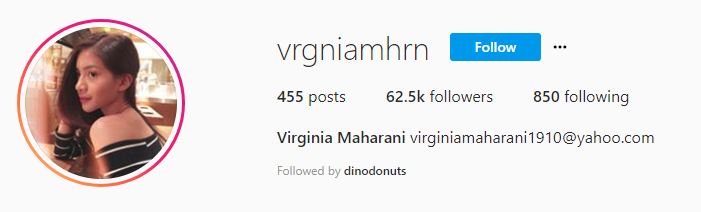 vrgniamhrn Follow
455 posts 62.5k followers 850 following
Virginia Maharani virginiamaharani1910@yahoo.com
Followed by dinodonuts